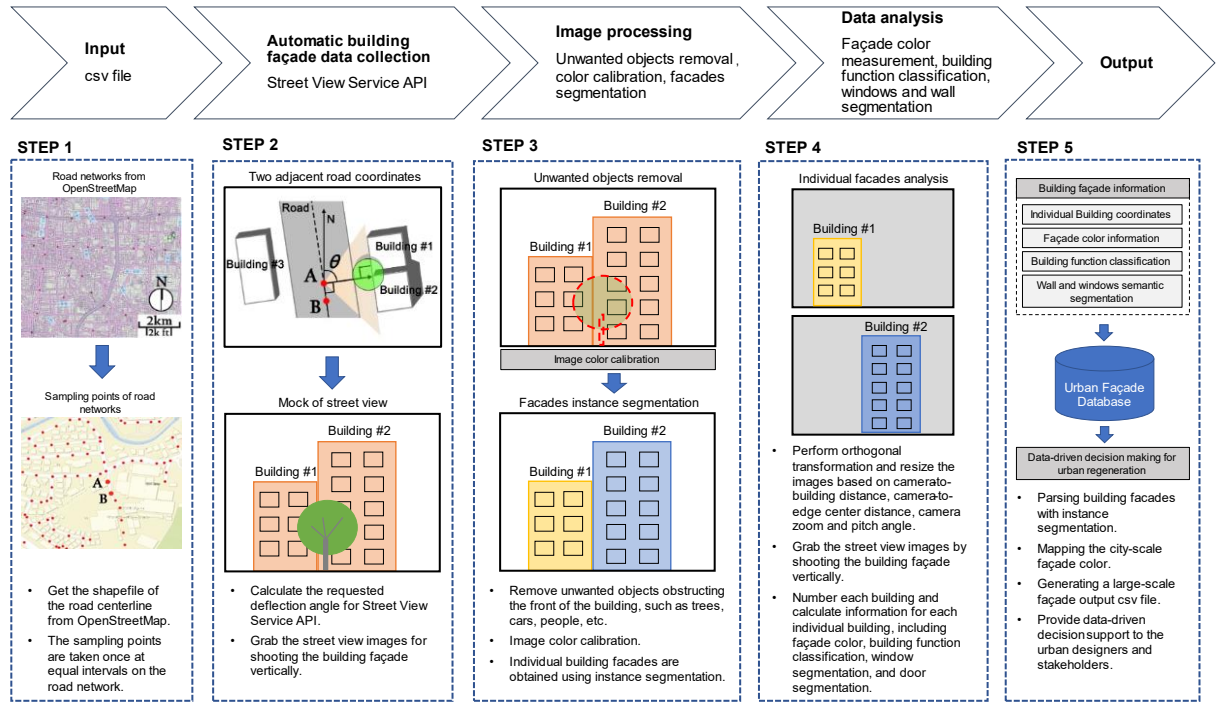 Input
csv file
Automatic building
façade data collection
Street View Service API
Image processing
Unwanted objects removal,
color calibration, facades
segmentation
Data analysis
Façade color
measurement, building
function classification,
windows and wall
segmentation
Output
STEP 1
Road networks from
OpenStreetMap
N
2km
2k ft
Sampling points of road
networks
A
B
• Get the shapefile of
the road centerline
from OpenStreetMap.
• The sampling points
are taken once at
equal intervals on the
road network.
STEP 2
Two adjacent road coordinates
Road
N
Building #1
Building #3
θ
A
Building #2
B
Mock of street view
Building #2
Building #1
• Calculate the requested
deflection angle for Street View
Service API.
• Grab the street view images for
shooting the building façade
vertically.
STEP 3
Unwanted objects removal
Building #2
Building #1
Image color calibration
Facades instance segmentation
Building #2
Building #1
• Remove unwanted objects obstructing
the front of the building, such as trees,
cars, people, etc.
• Image color calibration.
• Individual building facades are
obtained using instance segmentation.
STEP 4
Individual facades analysis
Building #1
Building #2
• Perform orthogonal
transformation and resize the
images based on camera-to-
building distance, camera-to-
edge center distance, camera
zoom and pitch angle.
• Grab the street view images by
shooting the building façade
vertically.
• Number each building and
calculate information for each
individual building, including
façade color, building function
classification, window
segmentation, and door
segmentation.
STEP 5
Building façade information
Individual Building coordinates
Façade color information
Building function classification
Wall and windows semantic
segmentation
Urban Façade
Database
Data-driven decision making for
urban regeneration
• Parsing building facades
with instance
segmentation.
• Mapping the city-scale
façade color.
• Generating a large-scale
façade output csv file.
• Provide data-driven
decision support to the
urban designers and
stakeholders.